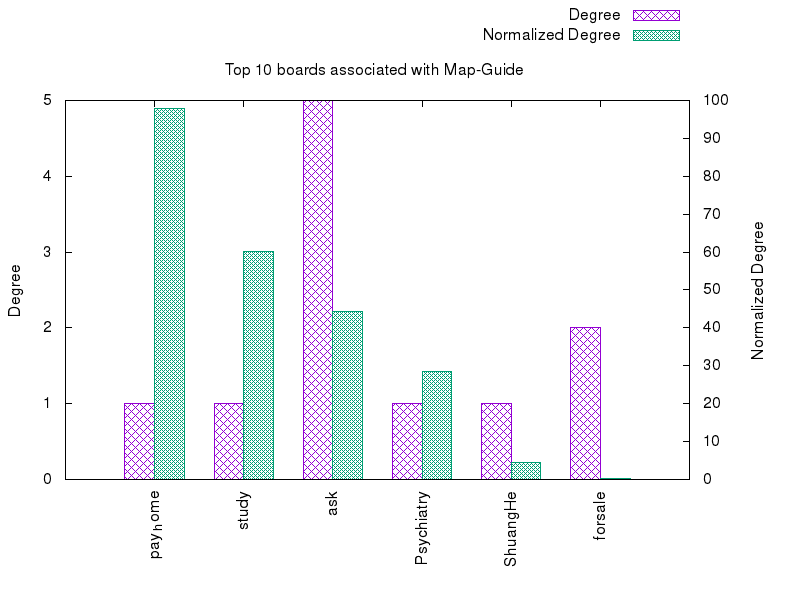 Degree
Normalized Degree
Top 10 boards associated with Map-Guide
5
4
3
2
1
0
100
90
80
70
60
50
40
30
20
10
0
Degree
Normalized Degree
payhome
study
ask
Psychiatry
ShuangHe
forsale